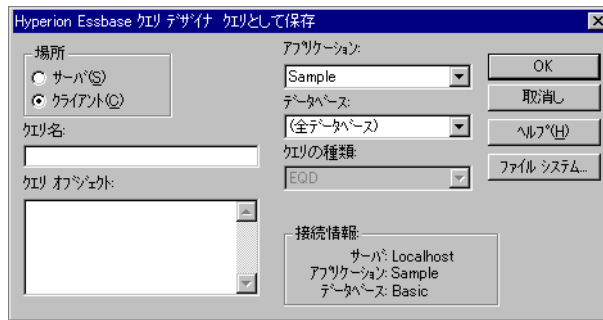 Hyperion Essbase ｸｴﾘ ﾃﾞｻﾞｲﾅ ｸｴﾘとして保存
場所
ｻｰﾊﾞ(S)
ｸﾗｲｱﾝﾄ(C)
ｸｴﾘ名:
ｸｴﾘ ｵﾌﾞｼﾞｪｸﾄ:
ｱﾌﾟﾘｹｰｼｮﾝ:
Sample
ﾃﾞｰﾀﾍﾞｰｽ:
(全ﾃﾞｰﾀﾍﾞｰｽ)
ｸｴﾘの種類:
EQD
接続情報:
ｻｰﾊﾞ: Localhost
ｱﾌﾟﾘｹｰｼｮﾝ: Sample
ﾃﾞｰﾀﾍﾞｰｽ: Basic
OK
取消し
ﾍﾙﾌﾟ(H)
ﾌｧｲﾙ ｼｽﾃﾑ...